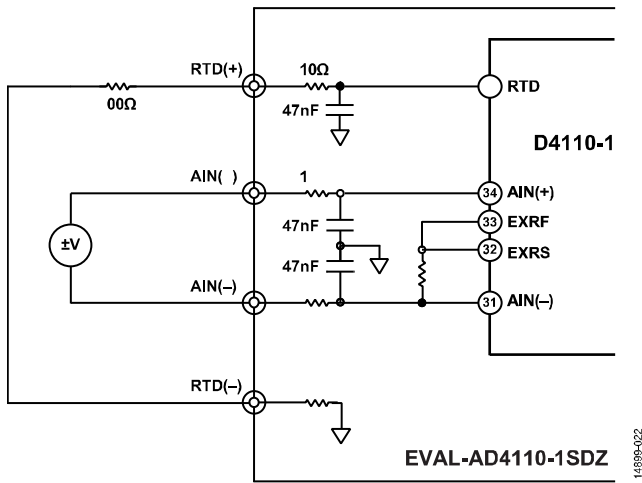 RTD(+)
10Ω
RTD
00Ω
47nF
D4110-1
AIN( )
1
34 AIN(+)
47nF
33 EXRF
±V
32 EXRS
47nF
AIN(–)
31 AIN(–)
RTD(–)
EVAL-AD4110-1SDZ
14899-022